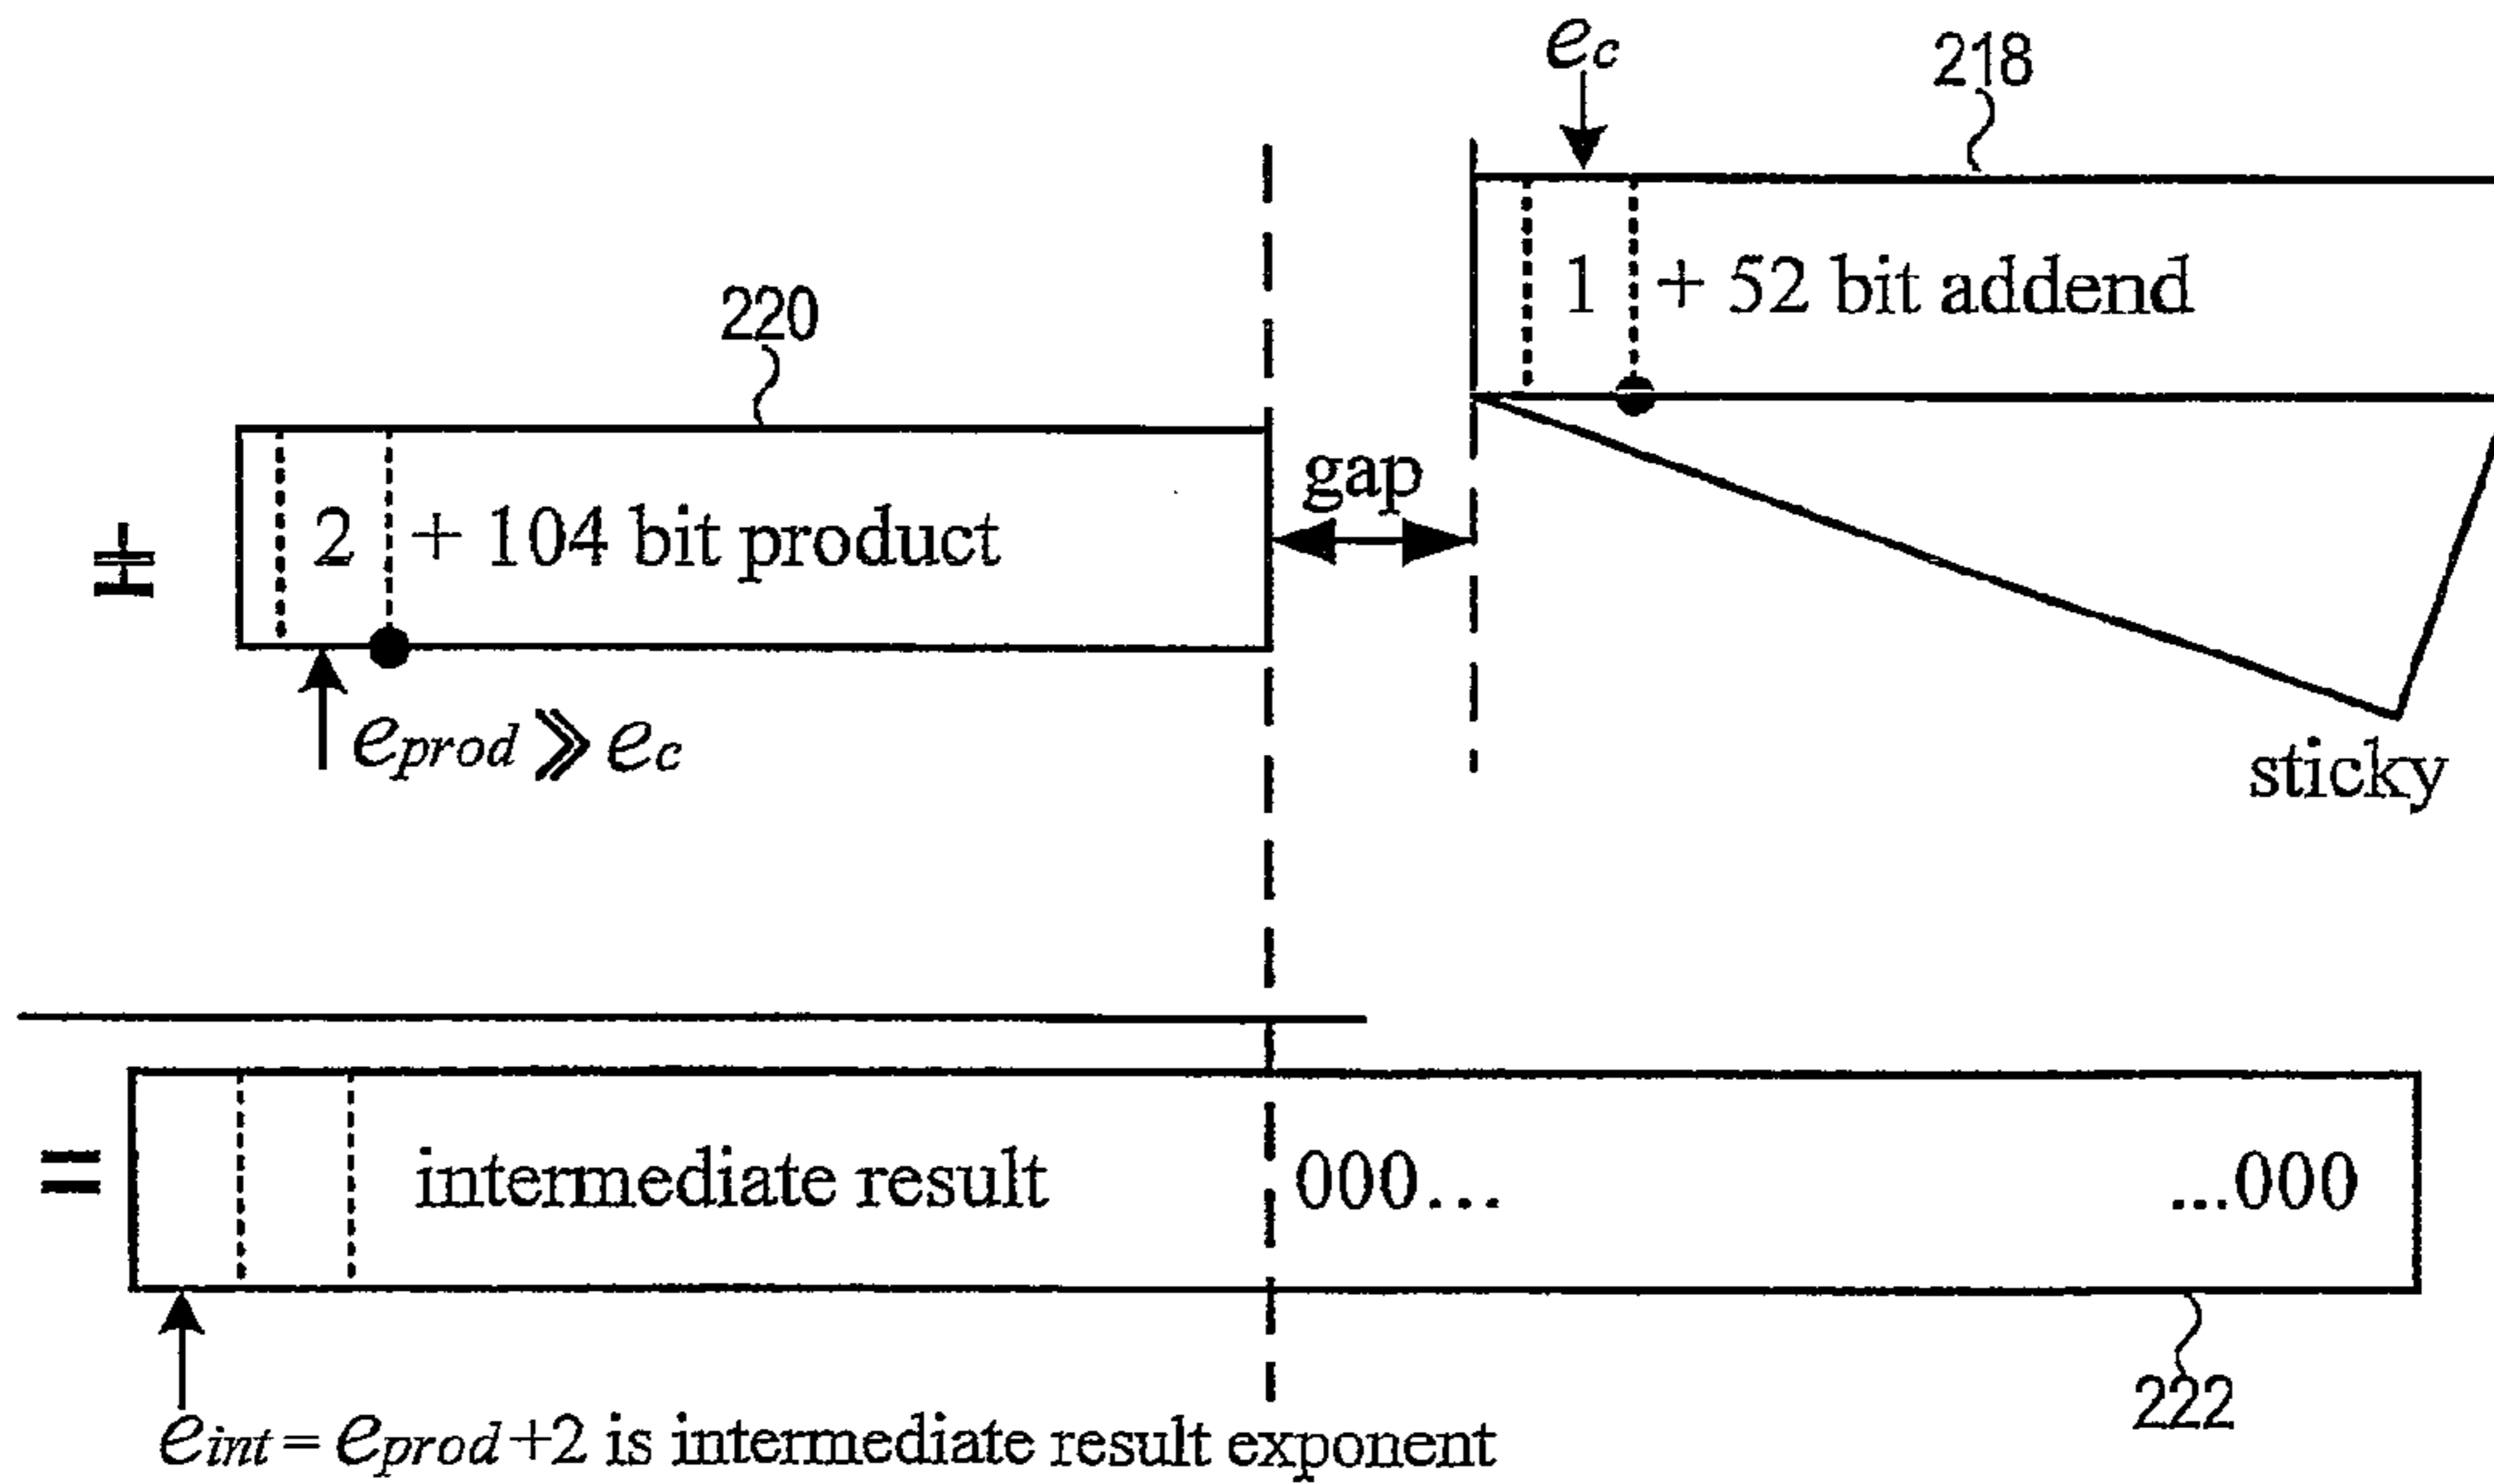 e_c
218
1 + 52 bit addend
220
gap
± 2 + 104 bit product
e_prod ≫ e_c
sticky
= intermediate result 000... ...000
222
e_int = e_prod +2 is intermediate result exponent